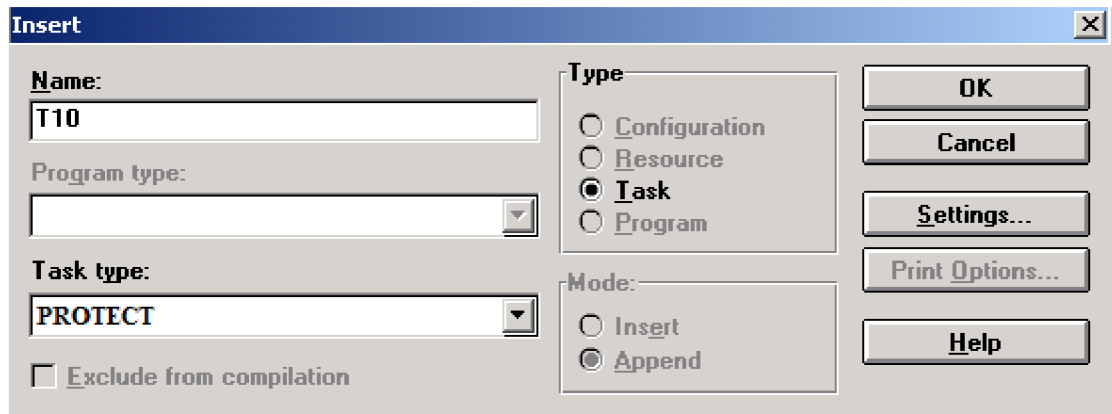 Insert
Name:
T10
Program type:
Task type:
PROTECT
Exclude from compilation
Type
Configuration
Resource
Task
Program
Mode:
Insert
Append
OK
Cancel
Settings...
Print Options...
Help